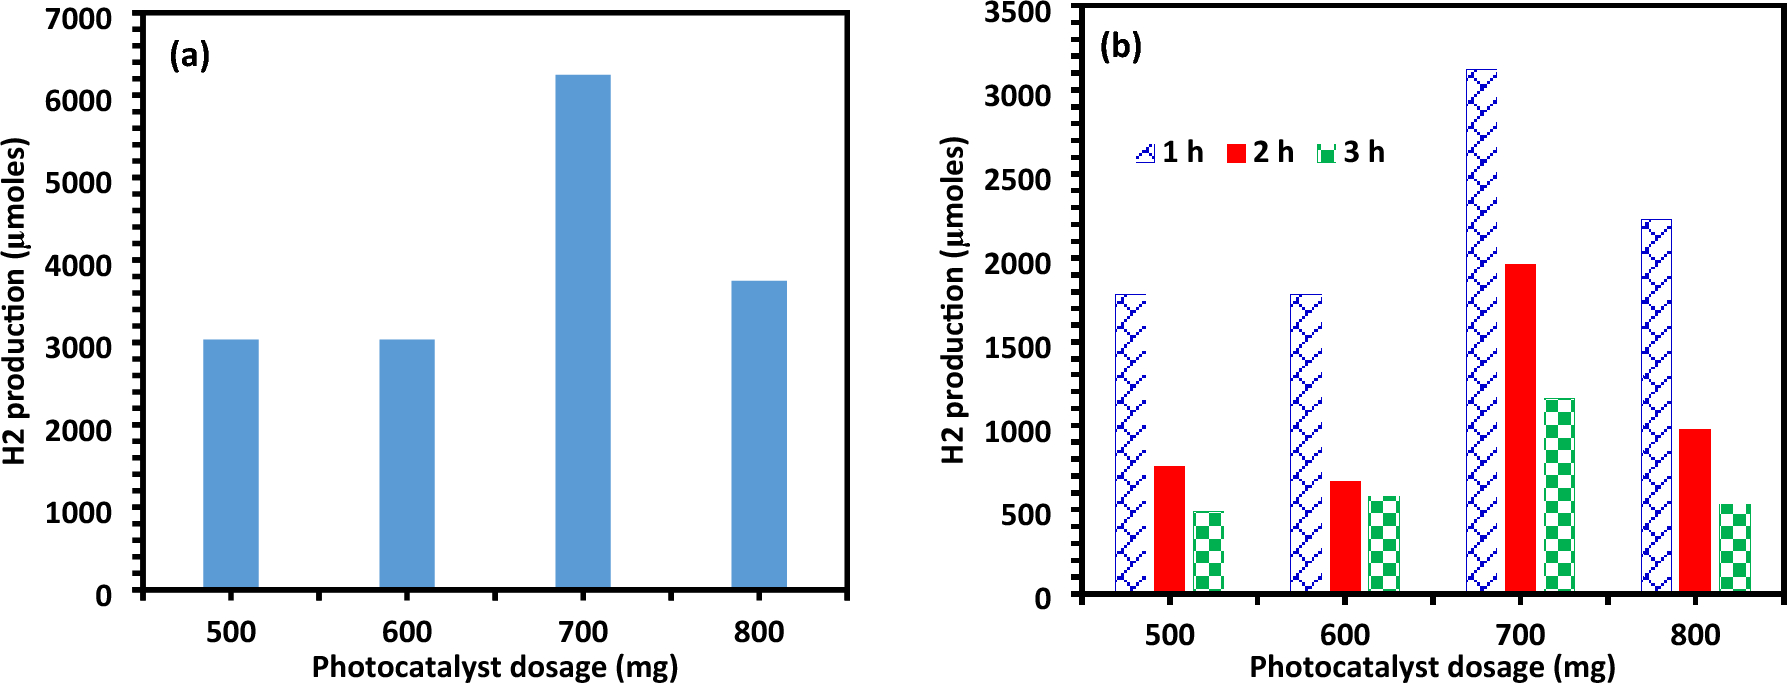 (a)
H2 production (µmoles)
7000
6000
5000
4000
3000
2000
1000
0
500 600 700 800
Photocatalyst dosage (mg)
(b)
H2 production (µmoles)
3500
3000
2500
2000
1500
1000
500
0
1 h 2 h 3 h
500 600 700 800
Photocatalyst dosage (mg)